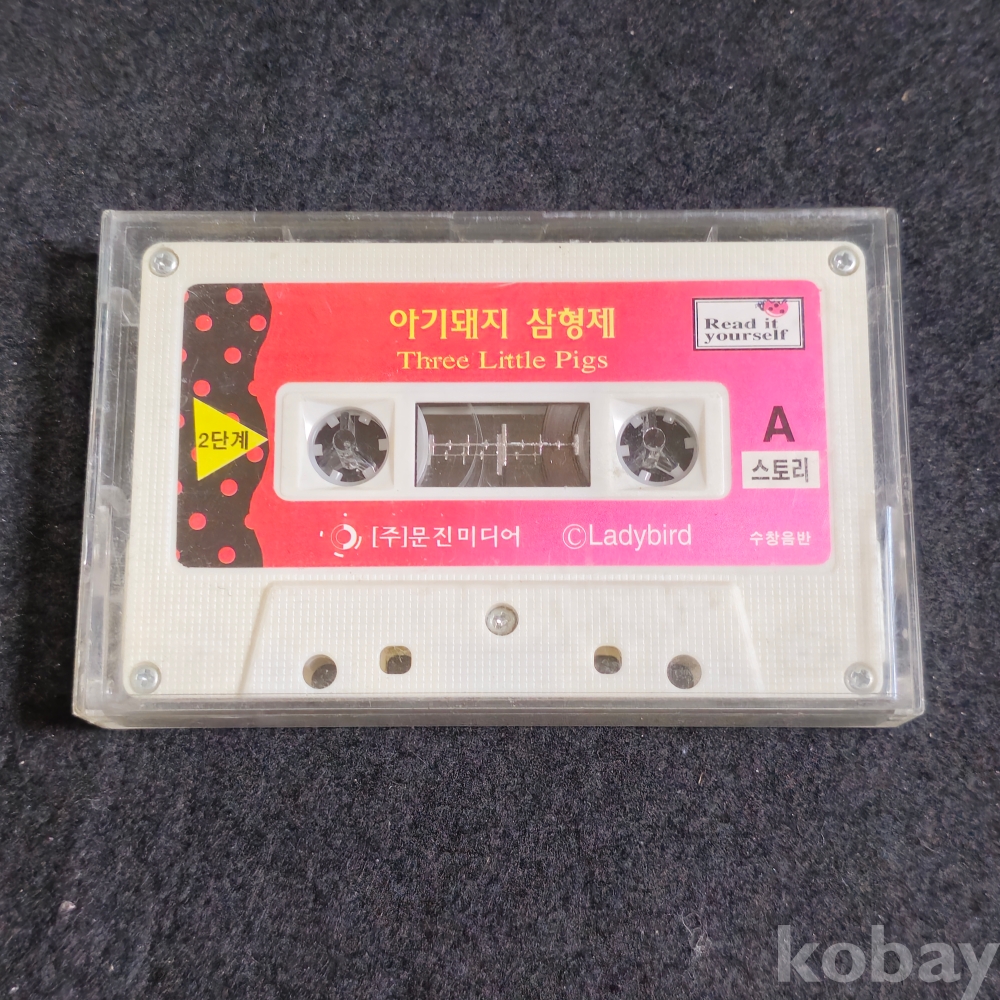 아기돼지 삼형제
Three Little Pigs
Read it
yourself
2단계
A
스토리
[주]문진미디어
©Ladybird
수창음반
kobay